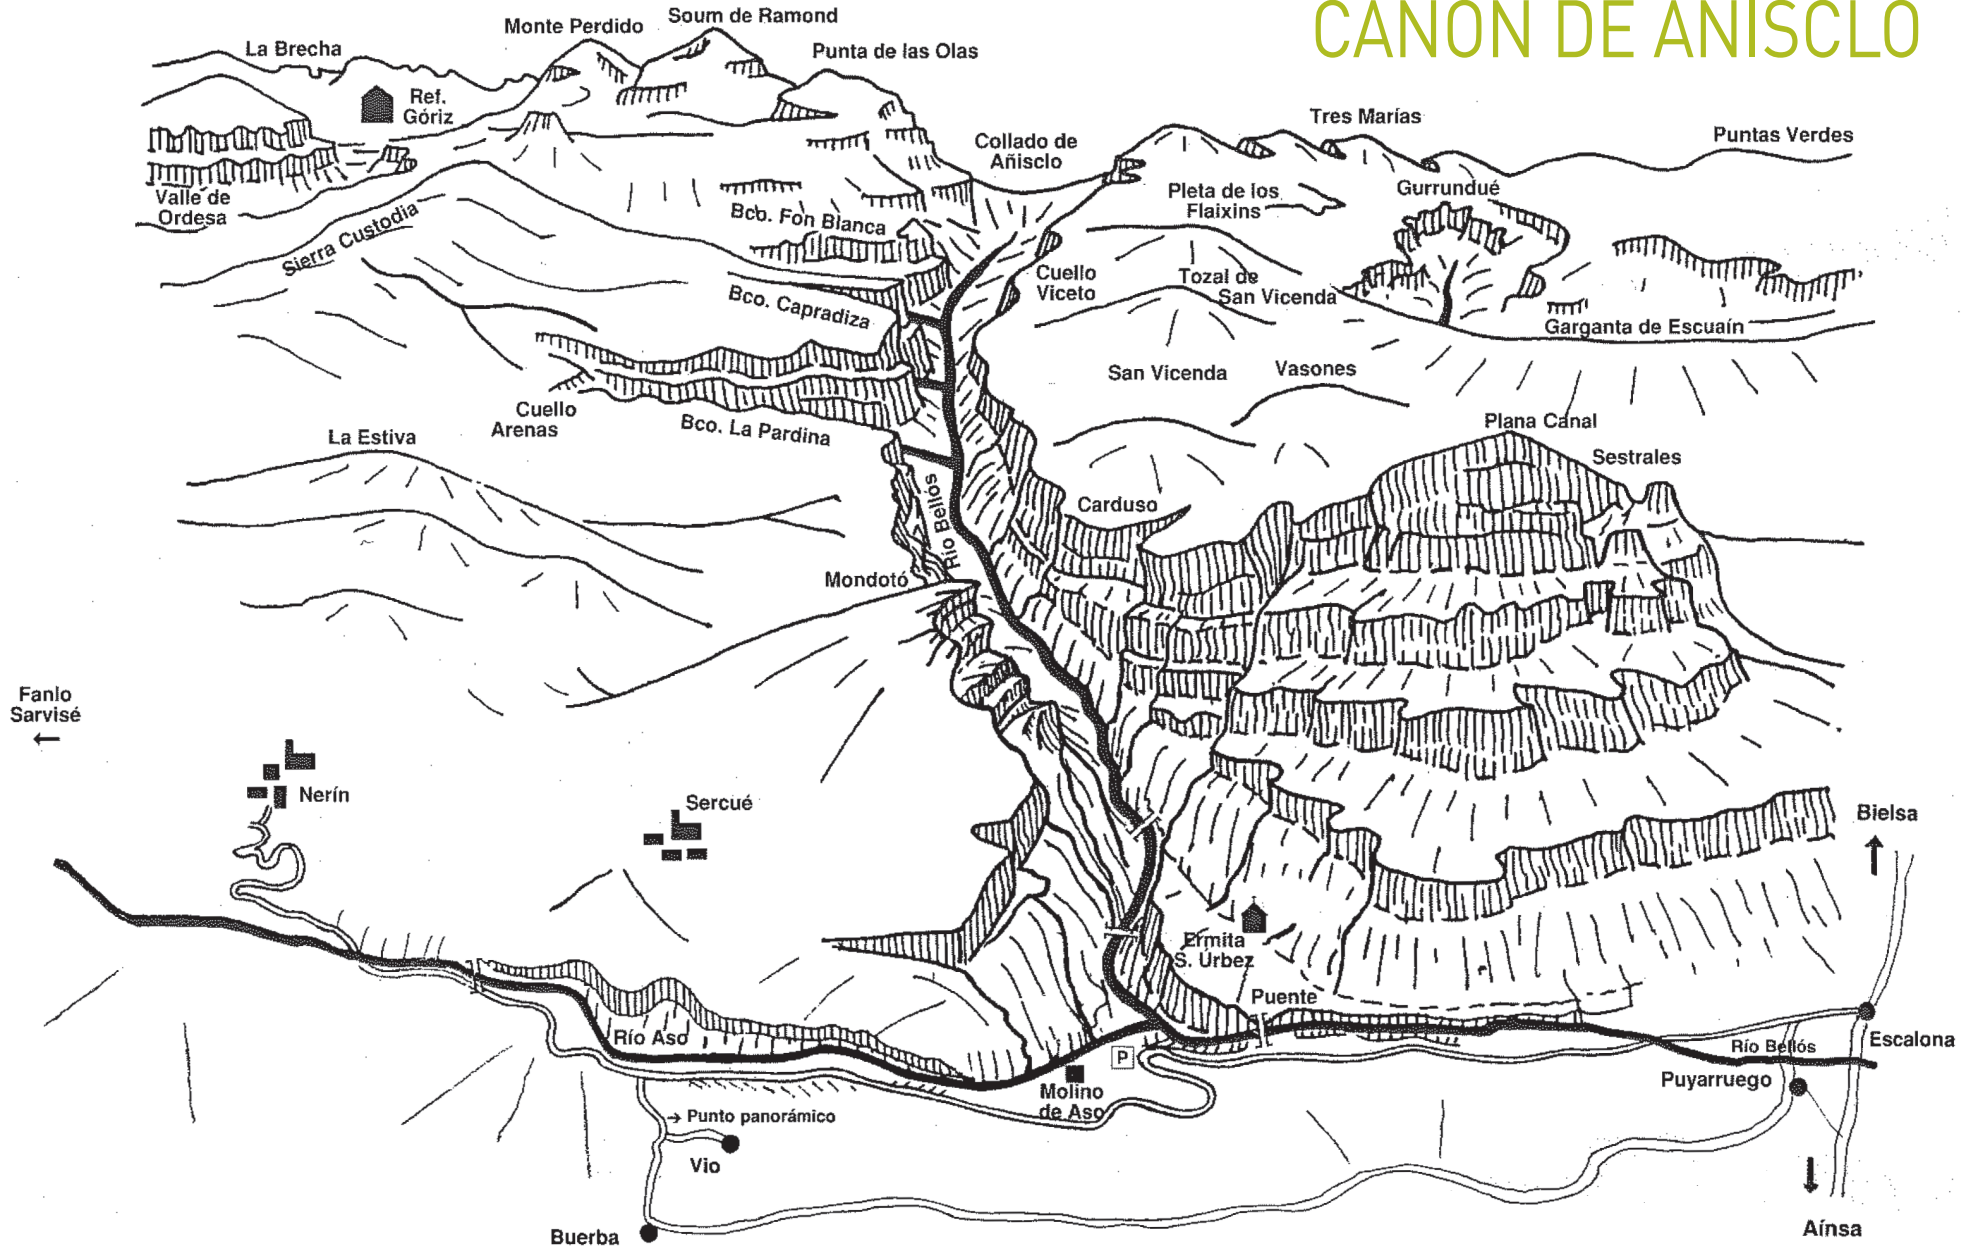 CAÑON DE AÑISCLO
Soum de Ramond
Monte Perdido
La Brecha
Punta de las Olas
Ref.
Góriz
Tres Marías
Puntas Verdes
Collado de
Añisclo
Valle de
Ordesa
Pleta de los
Flaixins
Gurrundué
Bco. Fon Blanca
Sierra Custodia
Cuello
Viceto
Tozal de
San Vicenda
Bco. Capradiza
Garganta de Escuaín
San Vicenda
Vasones
Cuello
Arenas
Bco. La Pardina
La Estiva
Plana Canal
Sestrales
Río Bellós
Carduso
Mondotó
Fanlo
Sarvisé
←
Nerín
Sercué
Bielsa
↑
Ermita
S. Úrbez
Puente
Río Aso
P
Río Bellós
Escalona
Puyarruego
Molino
de Aso
→ Punto panorámico
Vio
↓
Buerba
Aínsa